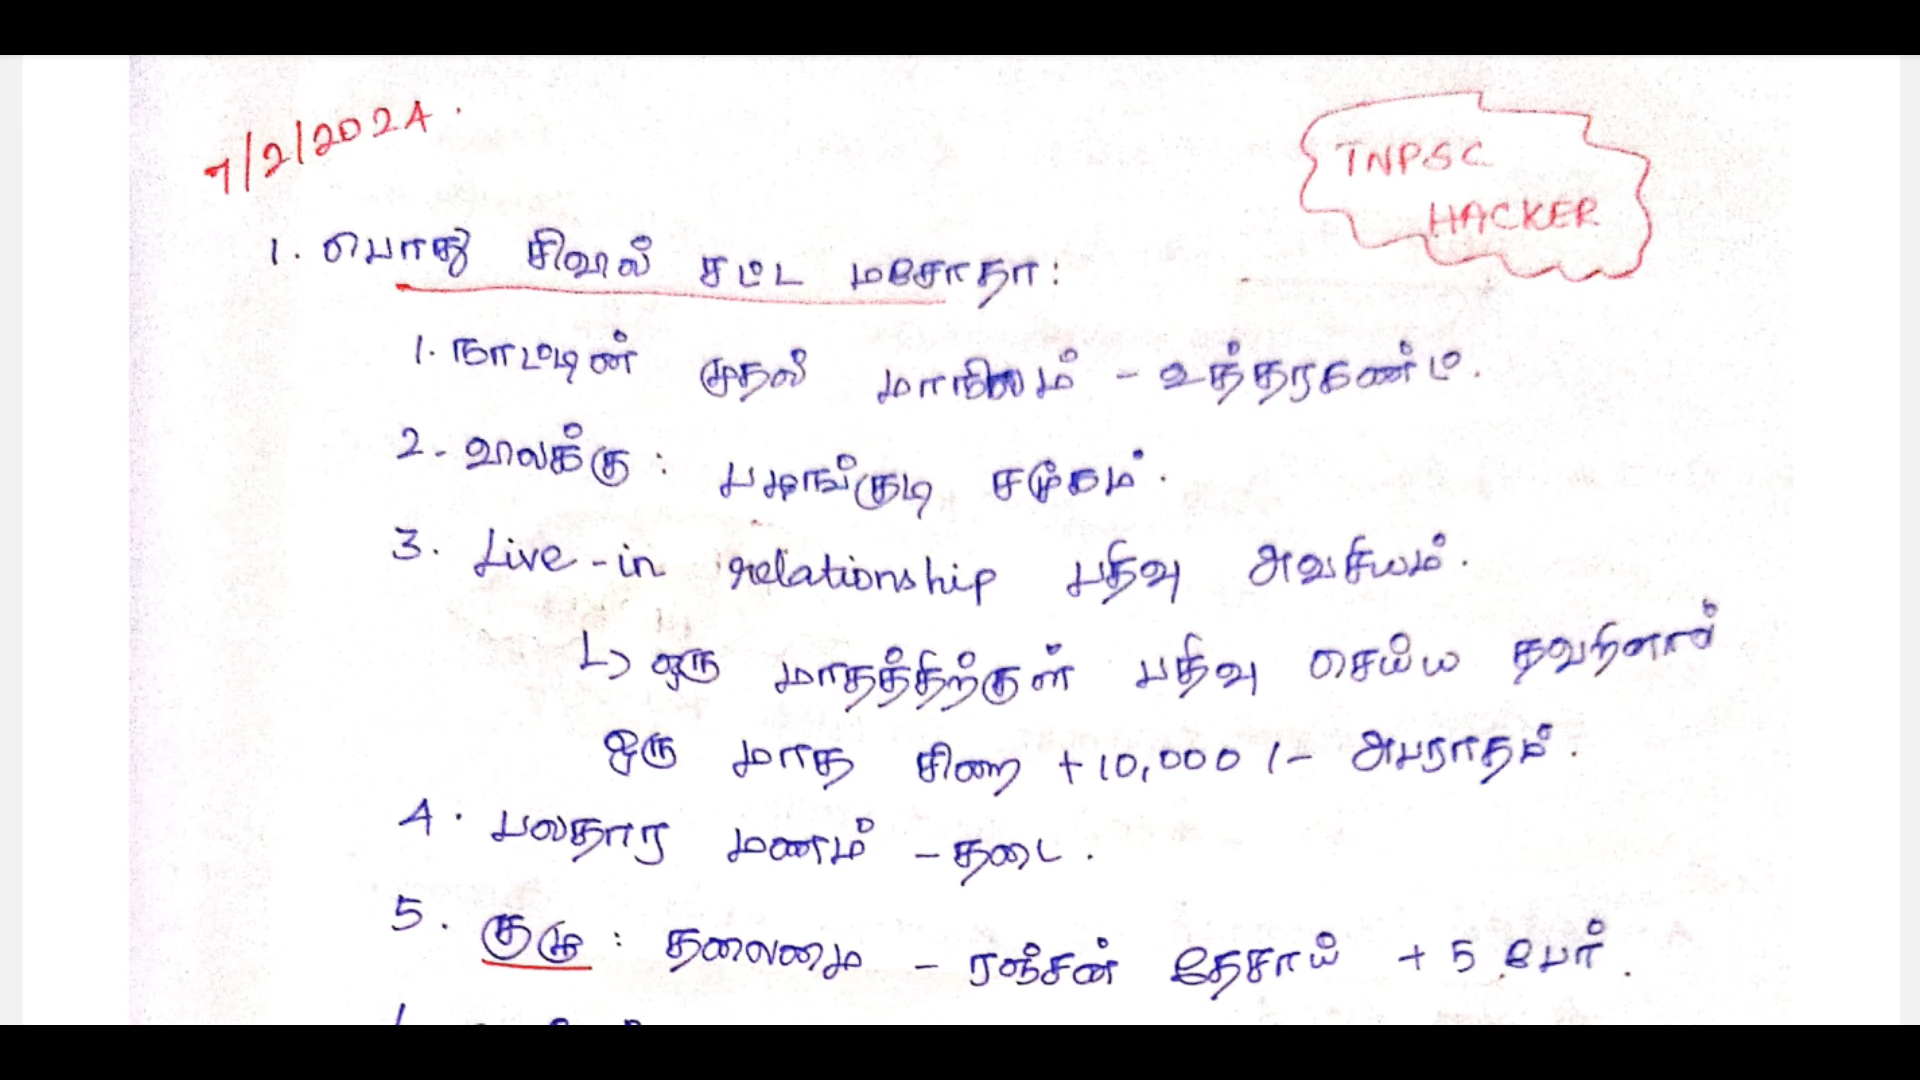 7/2/2024.
TNPSC
HACKER
1. பொது சிவில் சட்ட மசோதா:
1. நாட்டின் முதல் மாநிலம் - உத்தரகண்ட்.
2. விலக்கு: பழங்குடி சமூகம்.
3. Live-in relationship பதிவு அவசியம்.
↳ ஒரு மாதத்திற்குள் பதிவு செய்ய தவறினால்
ஒரு மாத சிறை + 10,000/- அபராதம்.
4. பலதார மணம் - தடை.
5. குழு: தலைமை - ரஞ்சன் தேசாய் + 5 பேர்.